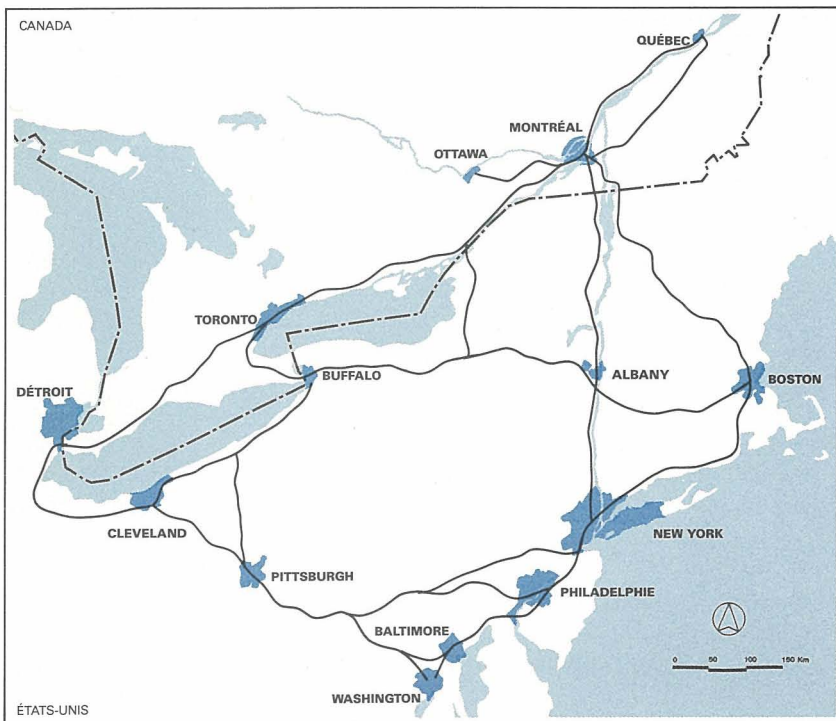 CANADA
QUÉBEC
MONTRÉAL
OTTAWA
TORONTO
BUFFALO
ALBANY
BOSTON
DÉTROIT
CLEVELAND
NEW YORK
PITTSBURGH
PHILADELPHIE
BALTIMORE
0 50 100 150 Km
WASHINGTON
ÉTATS-UNIS